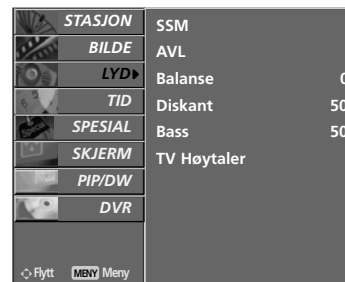 STASJON
BILDE
LYD
TID
SPESIAL
SKJERM
PIP/DW
DVR
Flytt MENY Meny
SSM
AVL
Balanse 0
Diskant 50
Bass 50
TV Høytaler